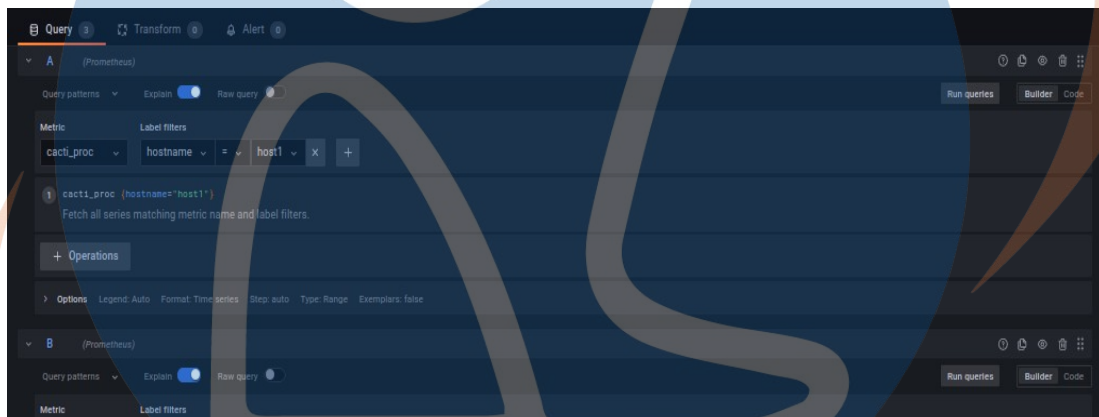 Query 3 Transform 0 Alert 0
A (Prometheus)
Query patterns Explain Raw query Run queries Builder Code
Metric Label filters
cacti_proc hostname = host1 x +
1 cacti_proc {hostname="host1"}
Fetch all series matching metric name and label filters.
+ Operations
> Options Legend: Auto Format: Time series Step: auto Type: Range Exemplars: false
B (Prometheus)
Query patterns Explain Raw query Run queries Builder Code
Metric Label filters